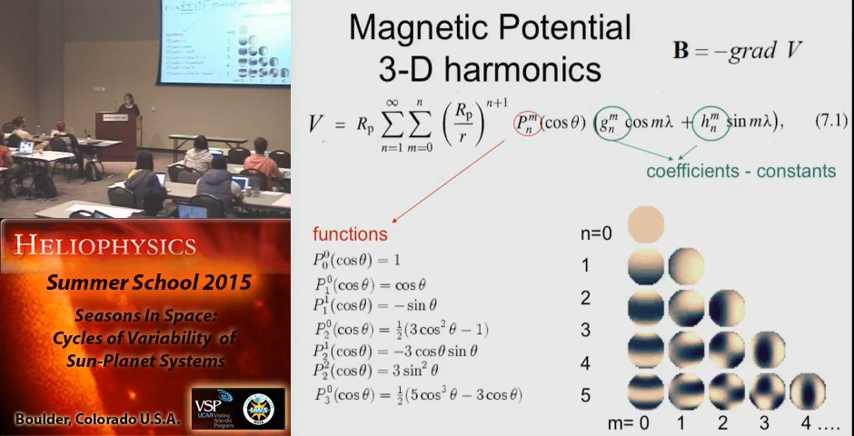 HELIOPHYSICS
Summer School 2015
Seasons In Space:
Cycles of Variability of
Sun-Planet Systems
VSP
UCAR Visiting
Scientist
Programs
Boulder, Colorado U.S.A.
Magnetic Potential
3-D harmonics
B = −grad V
V = R_p ∑_{n=1}^{∞} ∑_{m=0}^{n} (R_p/r)^{n+1} P_n^m(cos θ) (g_n^m cos mλ + h_n^m sin mλ), (7.1)
coefficients - constants
functions
P_0^0(cos θ) = 1
P_1^0(cos θ) = cos θ
P_1^1(cos θ) = − sin θ
P_2^0(cos θ) = ½(3 cos² θ − 1)
P_2^1(cos θ) = −3 cos θ sin θ
P_2^2(cos θ) = 3 sin² θ
P_3^0(cos θ) = ½(5 cos³ θ − 3 cos θ)
n=0
1
2
3
4
5
m= 0 1 2 3 4 ....